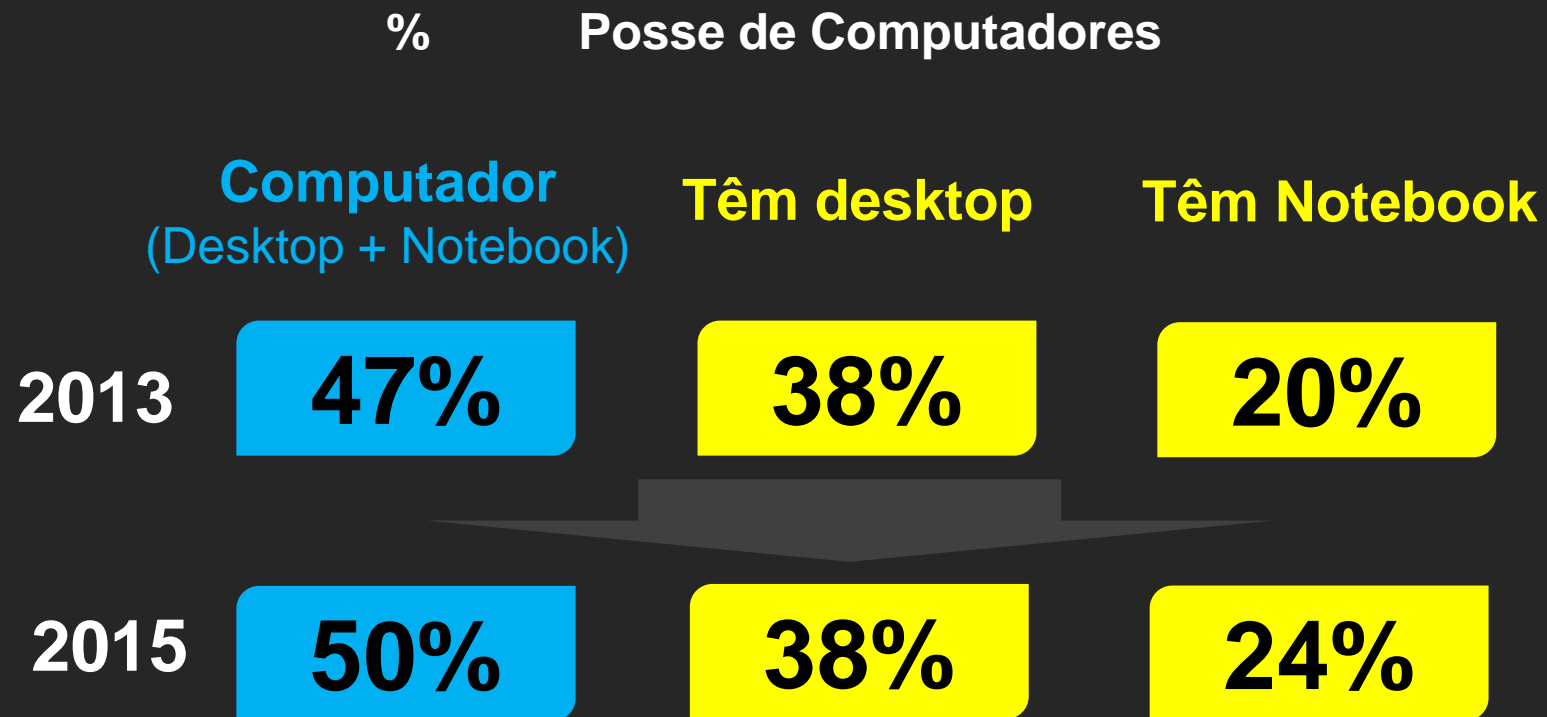 % Posse de Computadores
Computador
(Desktop + Notebook)
Têm desktop
Têm Notebook
2013 47% 38% 20%
2015 50% 38% 24%